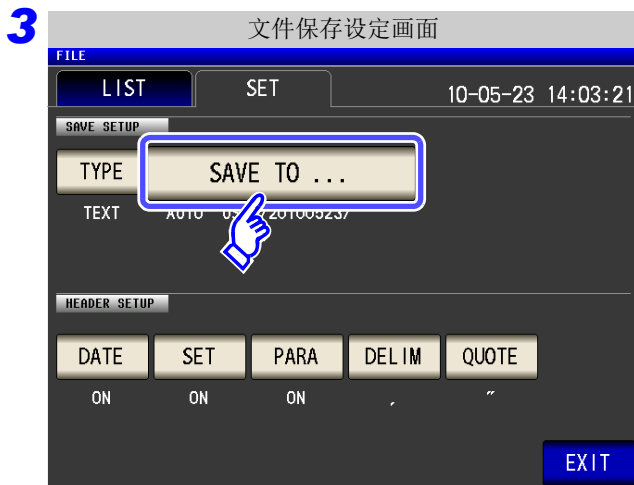 3
文件保存设定画面
FILE
LIST SET 10-05-23 14:03:21
SAVE SETUP
TYPE SAVE TO ...
TEXT AUTO
HEADER SETUP
DATE SET PARA DELIM QUOTE
ON ON ON , ″
EXIT